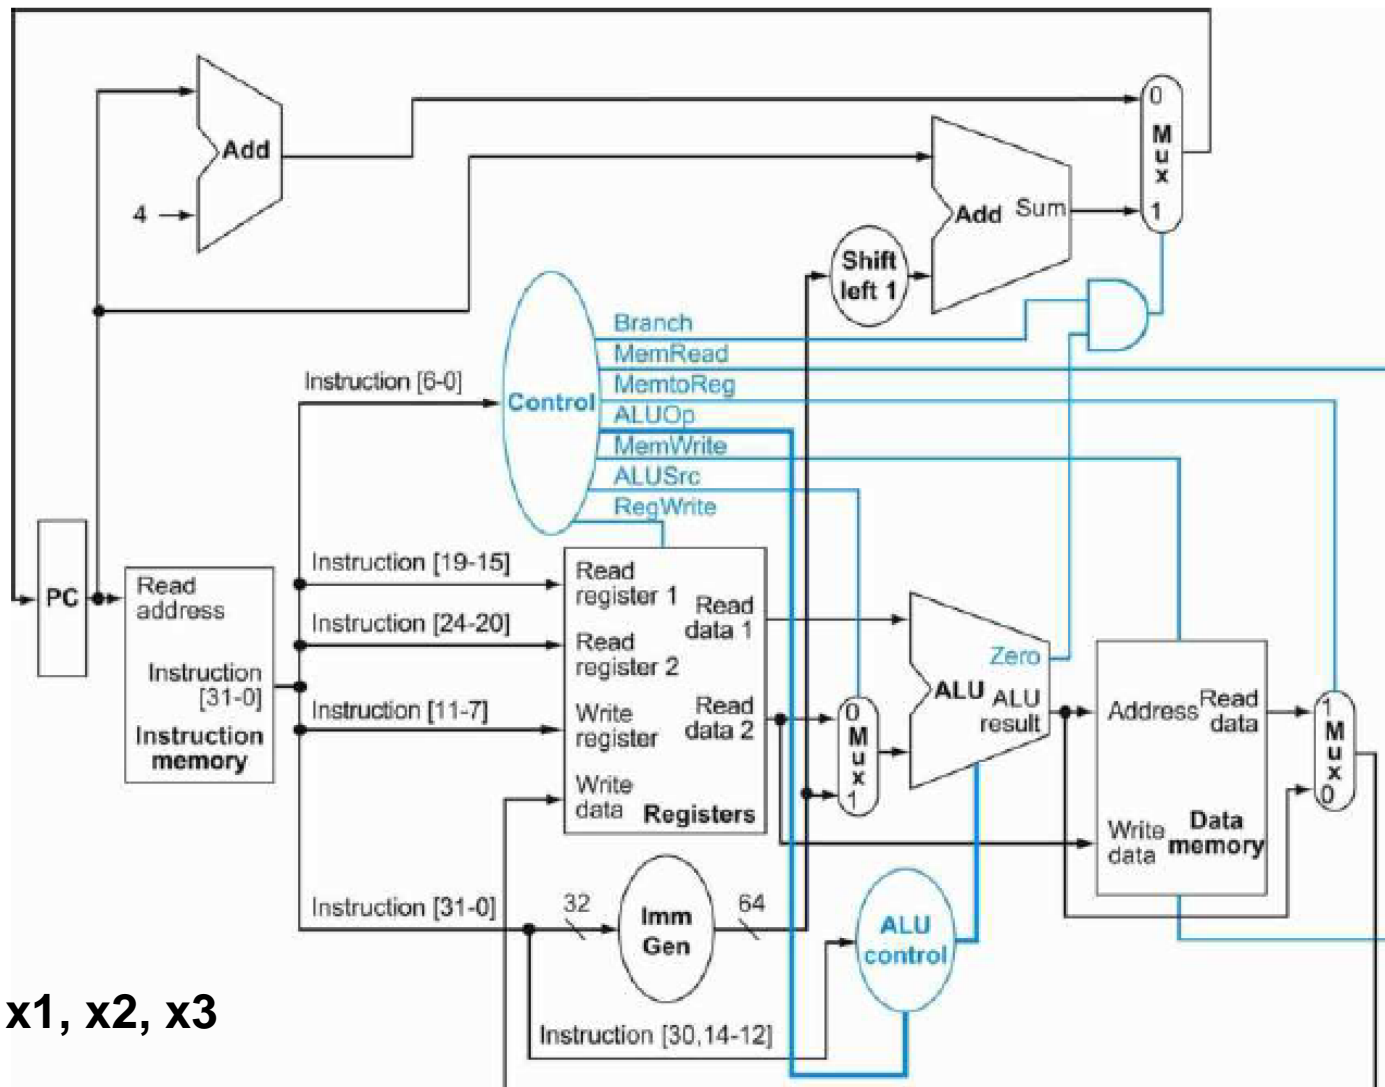 0
M
u
x
1
Add
4
Add Sum
Shift
left 1
Branch
MemRead
Instruction [6-0]
MemtoReg
Control
ALUOp
MemWrite
ALUSrc
RegWrite
Instruction [19-15]
Read
register 1
Read
data 1
PC
Read
address
Instruction [24-20]
Read
register 2
Zero
Instruction
[31-0]
Instruction [11-7]
Write
register
Read
data 2
0
M
u
x
1
ALU
ALU
result
Address
Read
data
1
M
u
x
0
Instruction
memory
Write
data
Registers
Write
data
Data
memory
Instruction [31-0]
32
Imm
Gen
64
ALU
control
x1, x2, x3
Instruction [30,14-12]